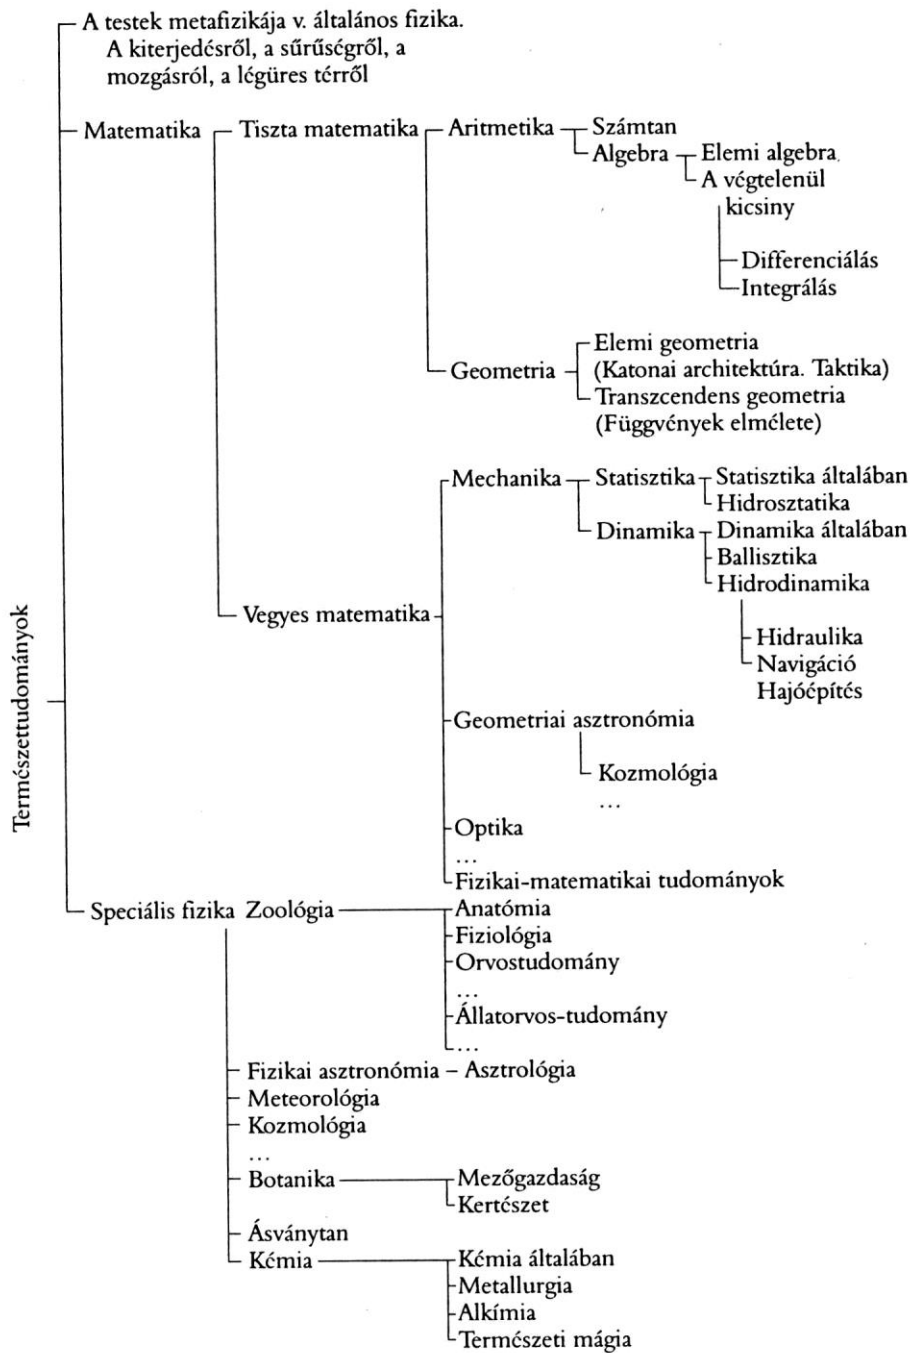 A testek metafizikája v. általános fizika.
A kiterjedésről, a sűrűségről, a
mozgásról, a légüres térről
Matematika Tiszta matematika Aritmetika Számtan
Algebra Elemi algebra
A végtelenül
kicsiny
Differenciálás
Integrálás
Elemi geometria
Geometria (Katonai architektúra. Taktika)
Transzcendens geometria
(Függvények elmélete)
Mechanika Statisztika Statisztika általában
Hidrosztatika
Dinamika Dinamika általában
Ballisztika
Hidrodinamika
Vegyes matematika
Hidraulika
Navigáció
Hajóépítés
Természettudományok
Geometriai asztronómia
Kozmológia
...
Optika
...
Fizikai-matematikai tudományok
Speciális fizika Zoológia Anatómia
Fiziológia
Orvostudomány
...
Állatorvos-tudomány
...
Fizikai asztronómia – Asztrológia
Meteorológia
Kozmológia
...
Botanika Mezőgazdaság
Kertészet
Ásványtan
Kémia Kémia általában
Metallurgia
Alkímia
Természeti mágia